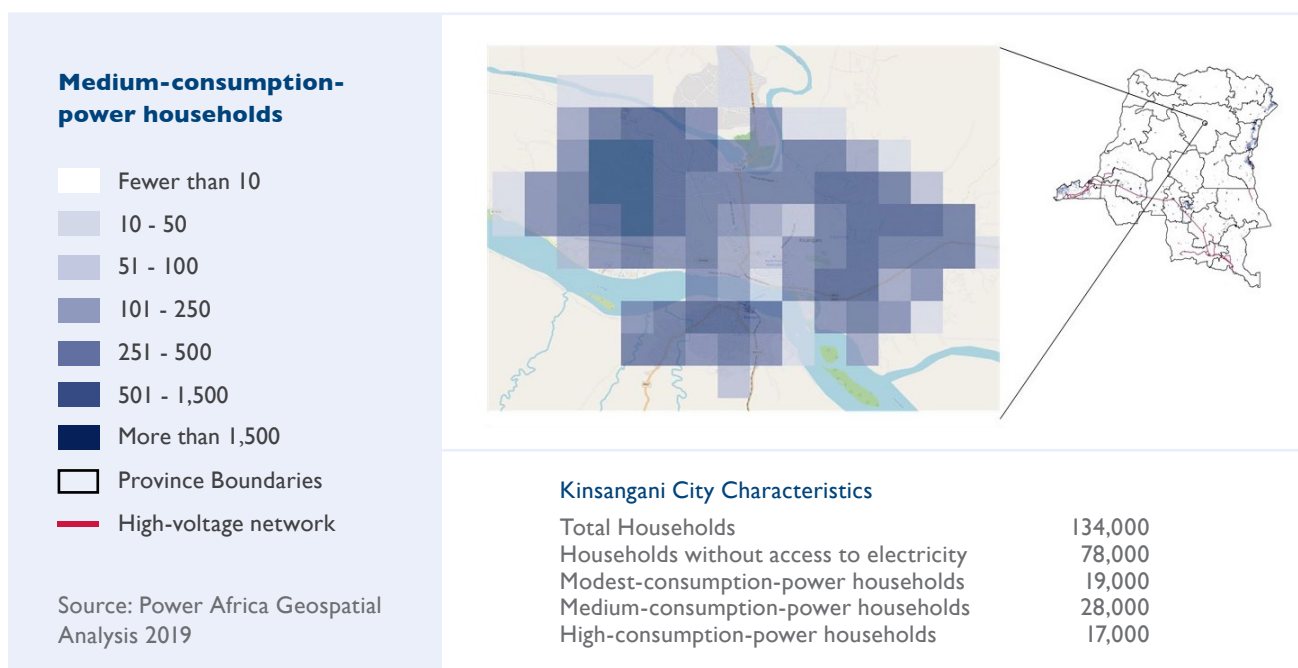 Medium-consumption-
power households
Fewer than 10
10 - 50
51 - 100
101 - 250
251 - 500
501 - 1,500
More than 1,500
Province Boundaries
High-voltage network
Source: Power Africa Geospatial
Analysis 2019
Kinsangani City Characteristics
Total Households 134,000
Households without access to electricity 78,000
Modest-consumption-power households 19,000
Medium-consumption-power households 28,000
High-consumption-power households 17,000